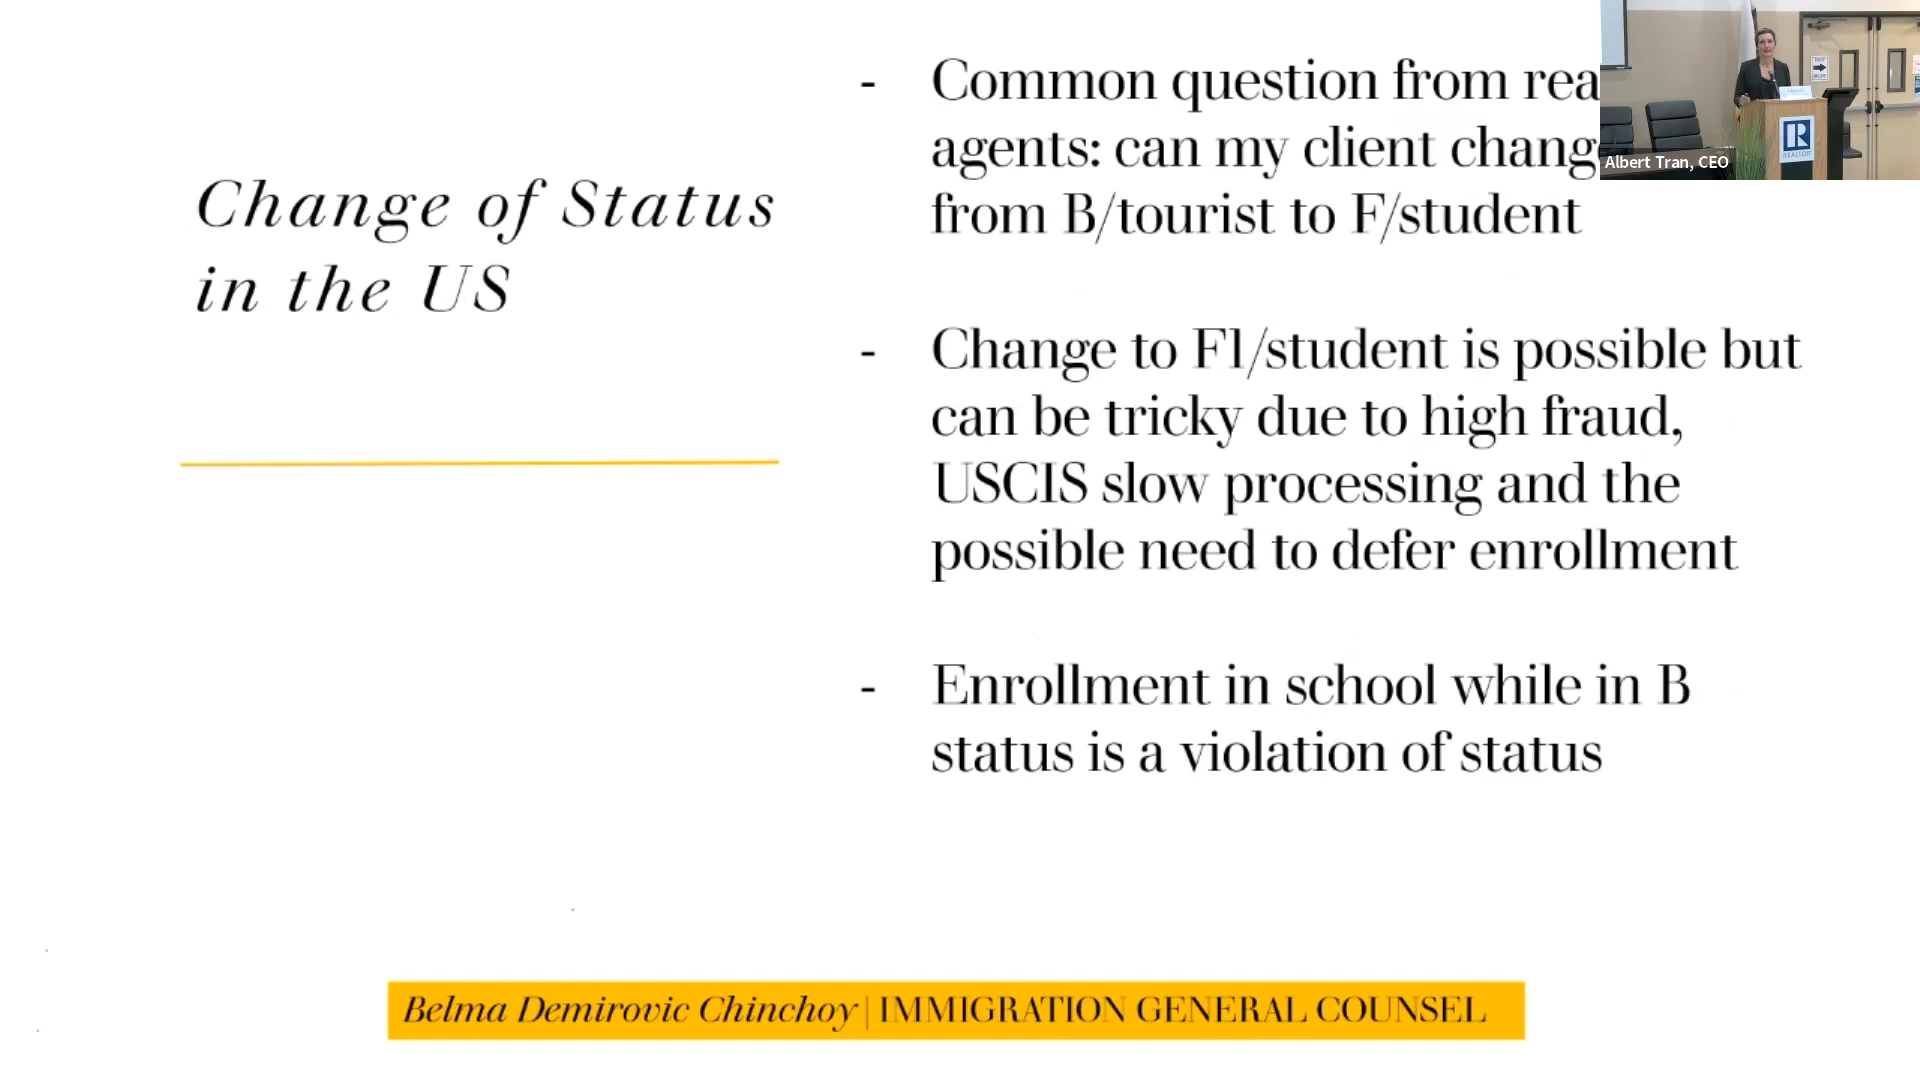 Change of Status
in the US
- Common question from rea
agents: can my client chang
from B/tourist to F/student
- Change to F1/student is possible but
can be tricky due to high fraud,
USCIS slow processing and the
possible need to defer enrollment
- Enrollment in school while in B
status is a violation of status
Belma Demirovic Chinchoy | IMMIGRATION GENERAL COUNSEL
Albert Tran, CEO
R
REALTOR